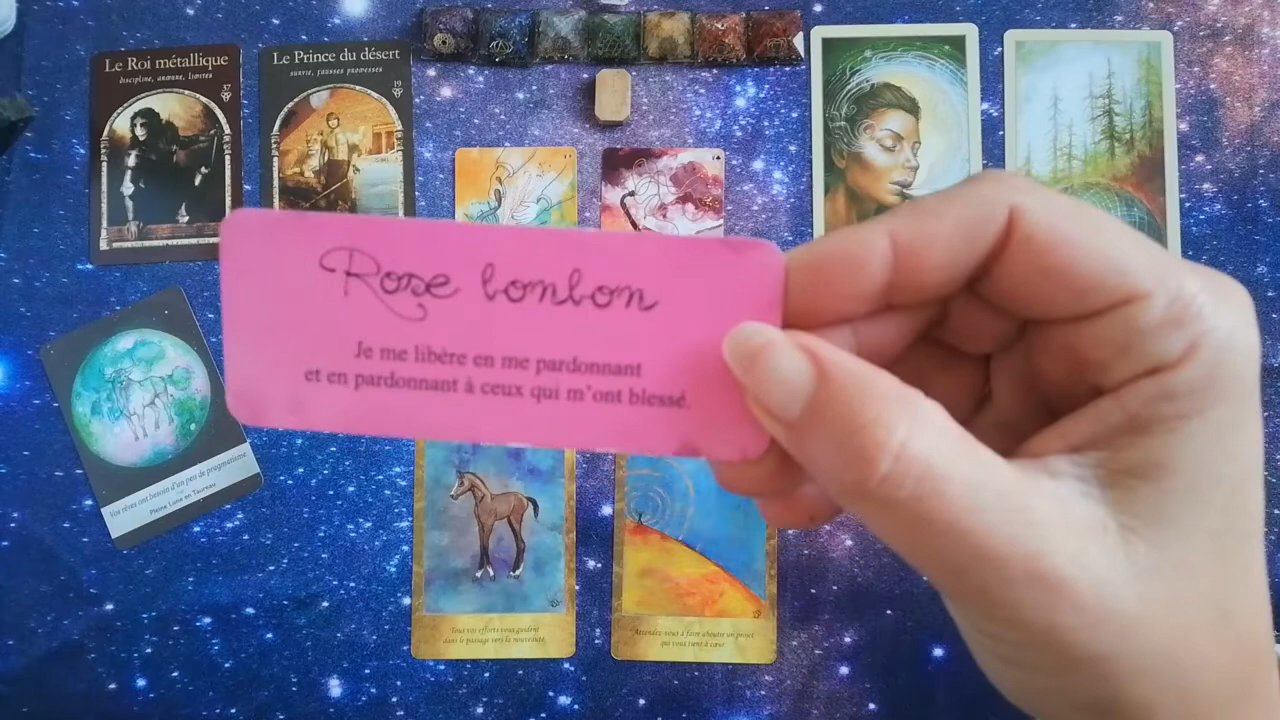 Le Roi métallique
discipline, armure, limites
37
Le Prince du désert
survie, fausses promesses
19
Rose bonbon
Je me libère en me pardonnant
et en pardonnant à ceux qui m'ont blessé.
Vos rêves ont besoin d'un peu de pragmatisme.
Pleine Lune en Taureau
Tous vos efforts vous guident
dans le passage vers la nouveauté.
Attendez-vous à faire aboutir un projet
qui vous tient à cœur.